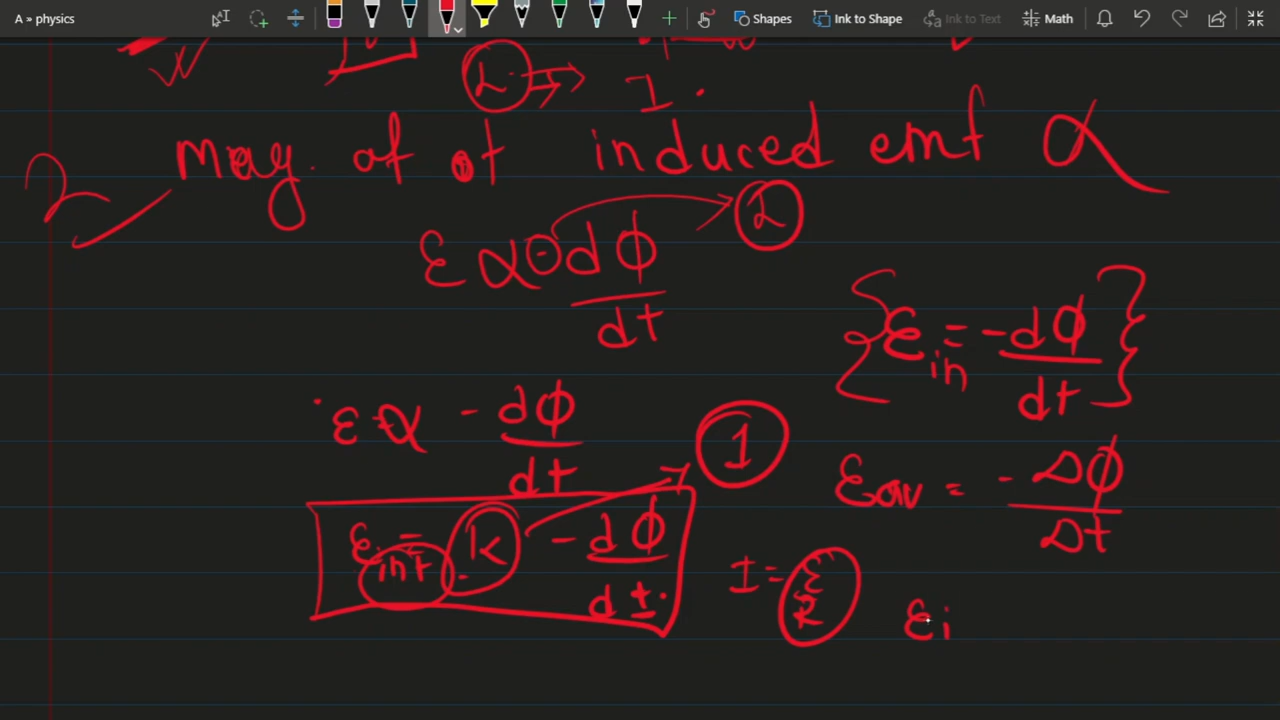 A > physics
Shapes Ink to Shape Ink to Text Math
L ⇒ I.
2 mag. of induced emf α
ε α ⊖ dφ/dt → L
{ε_in = -dφ/dt}
ε α - dφ/dt
1
ε_av = - Δφ/Δt
ε_int = K - dφ/dt.
I = ε/R
ε_i